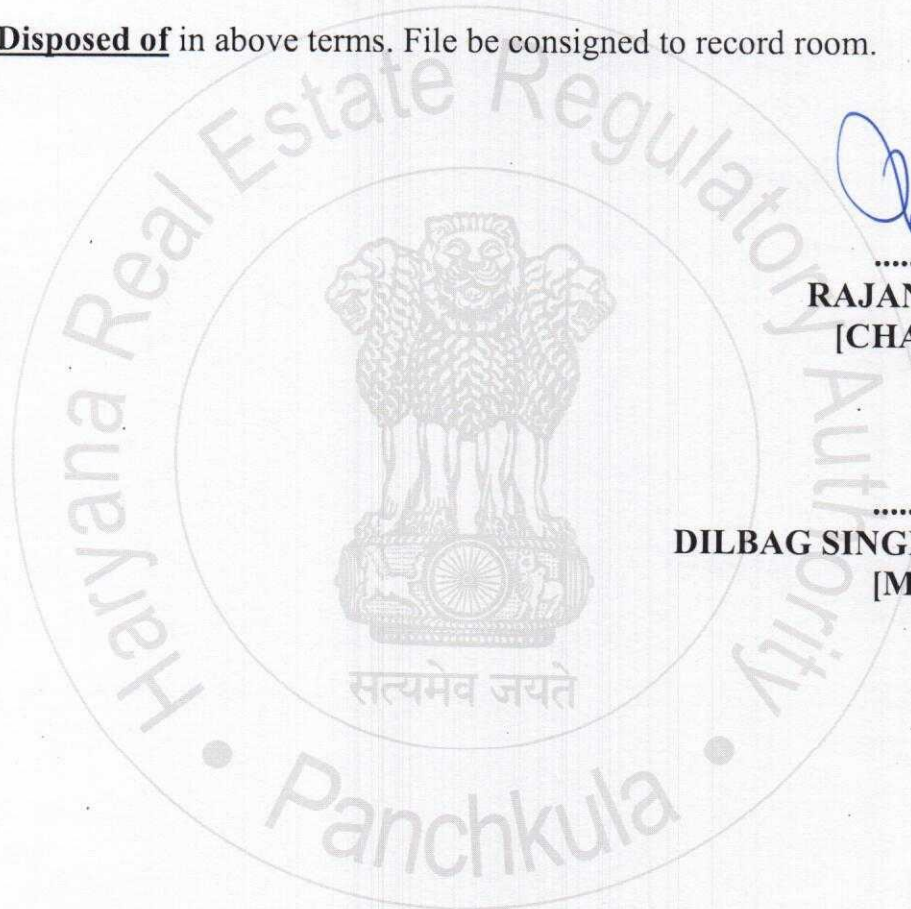 Disposed of in above terms. File be consigned to record room.
Haryana Real Estate Regulatory Authority
सत्यमेव जयते
• Panchkula •
..... 
RAJAN
[CHA
.....
DILBAG SING
[M